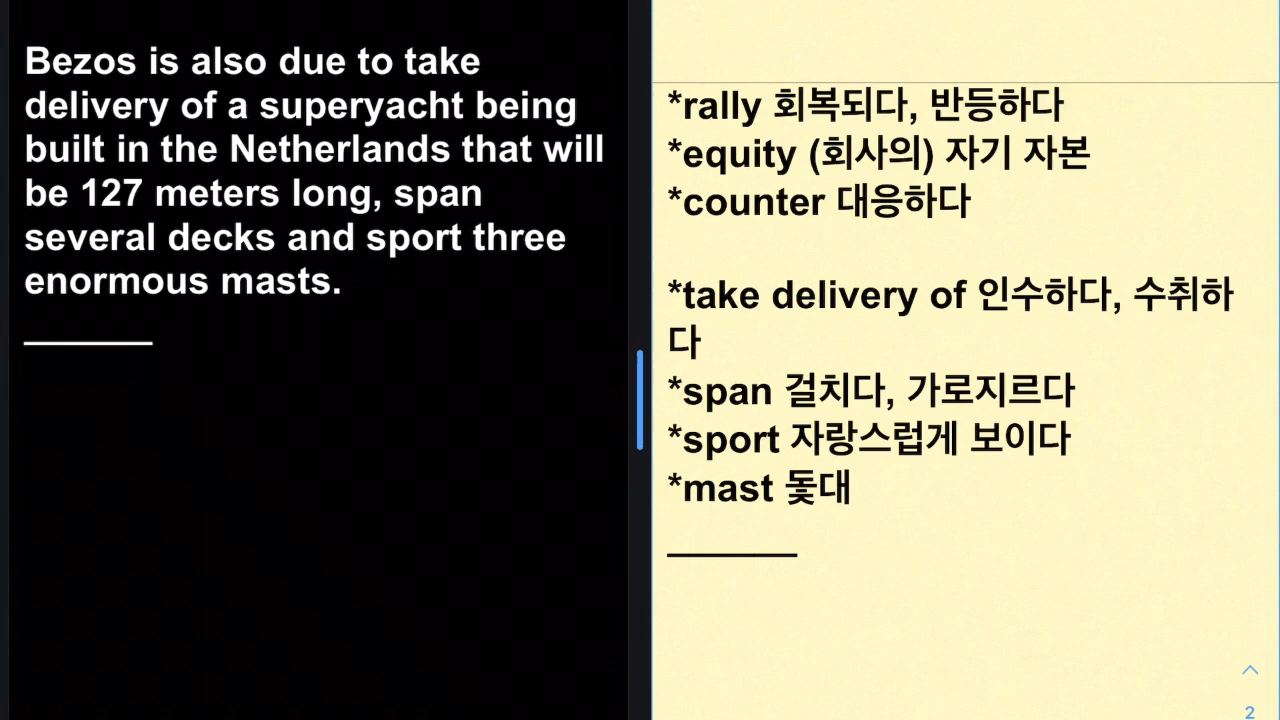 Bezos is also due to take
delivery of a superyacht being
built in the Netherlands that will
be 127 meters long, span
several decks and sport three
enormous masts.
*rally 회복되다, 반등하다
*equity (회사의) 자기 자본
*counter 대응하다
*take delivery of 인수하다, 수취하
다
*span 걸치다, 가로지르다
*sport 자랑스럽게 보이다
*mast 돛대
2